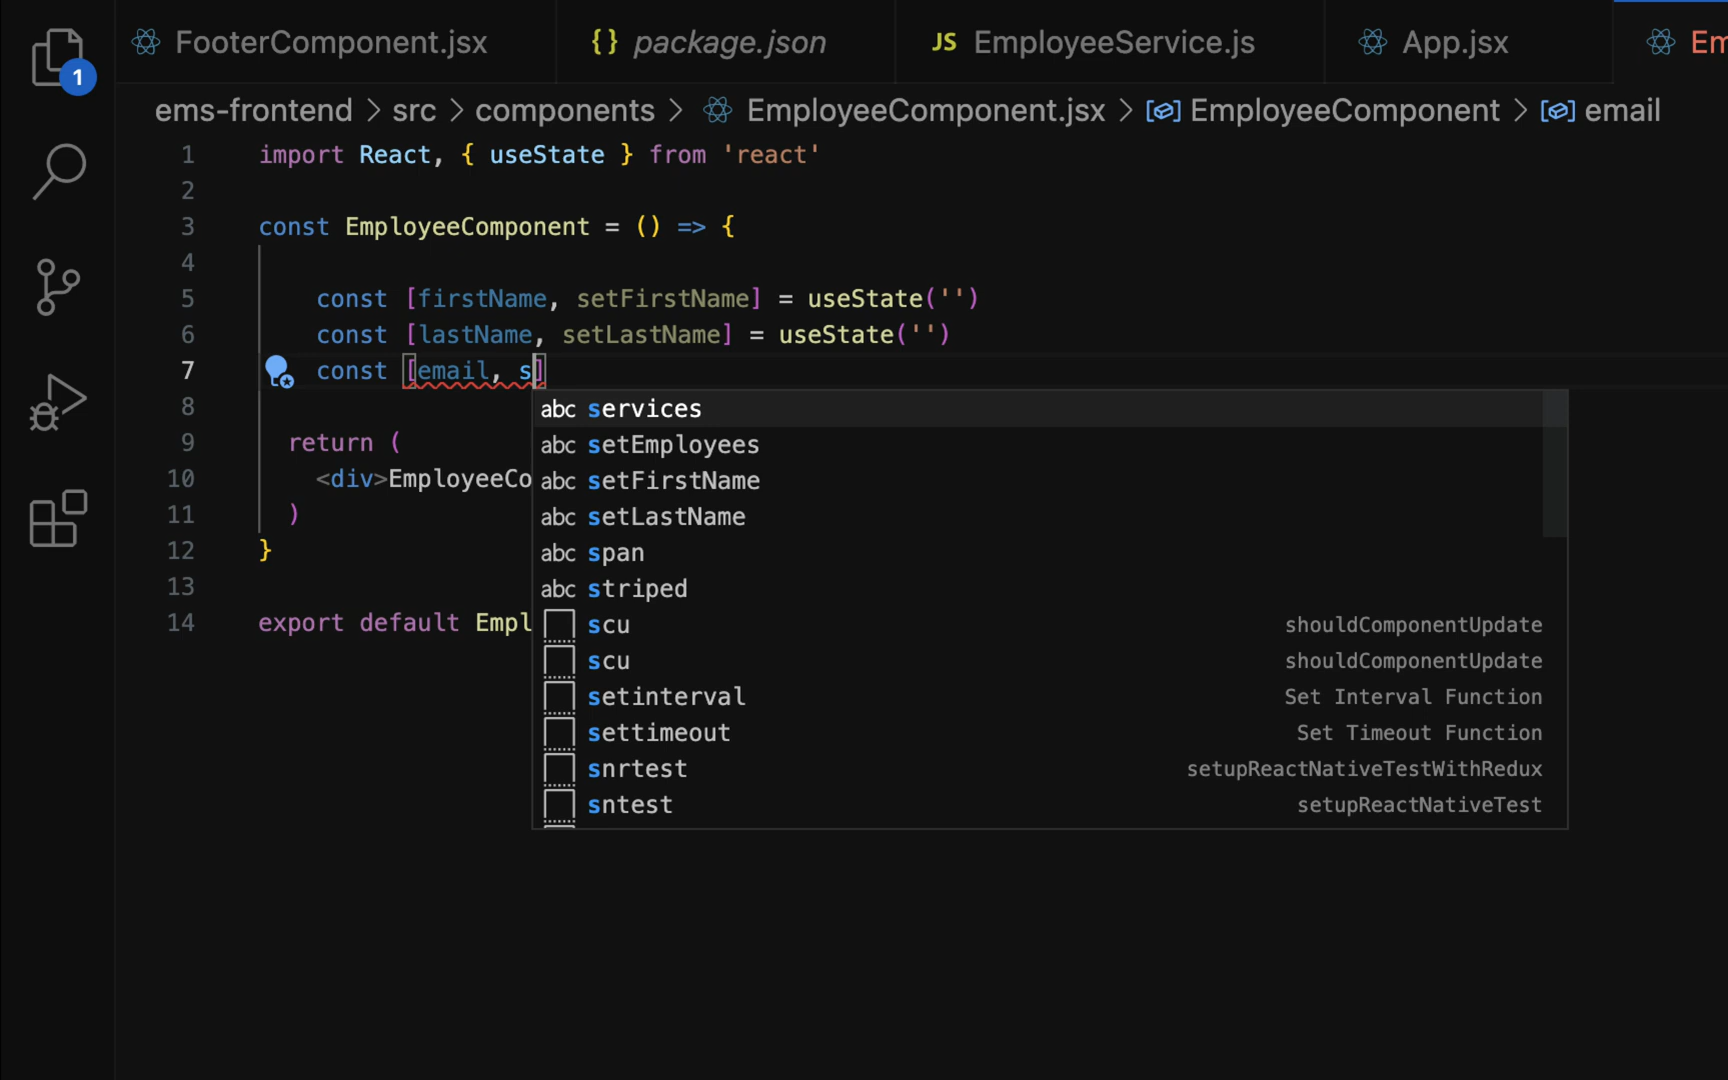 FooterComponent.jsx {} package.json JS EmployeeService.js App.jsx Em
1
ems-frontend > src > components > EmployeeComponent.jsx > EmployeeComponent > email
1 import React, { useState } from 'react'
2
3 const EmployeeComponent = () => {
4
5 const [firstName, setFirstName] = useState('')
6 const [lastName, setLastName] = useState('')
7 const [email, s]
8
9 return (
10 <div>EmployeeCo
11 )
12 }
13
14 export default Empl
abc services
abc setEmployees
abc setFirstName
abc setLastName
abc span
abc striped
scu shouldComponentUpdate
scu shouldComponentUpdate
setinterval Set Interval Function
settimeout Set Timeout Function
snrtest setupReactNativeTestWithRedux
sntest setupReactNativeTest